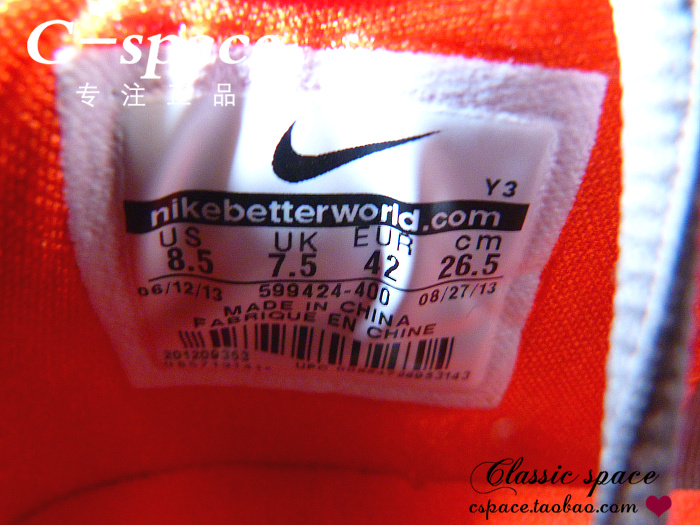 C-space
专注正品
Y3
nikebetterworld.com
US UK EUR cm
8.5 7.5 42 26.5
06/12/13 599424-400 08/27/13
MADE IN CHINA
FABRIQUE EN CHINE
201209353
UPC
Classic space
cspace.taobao.com